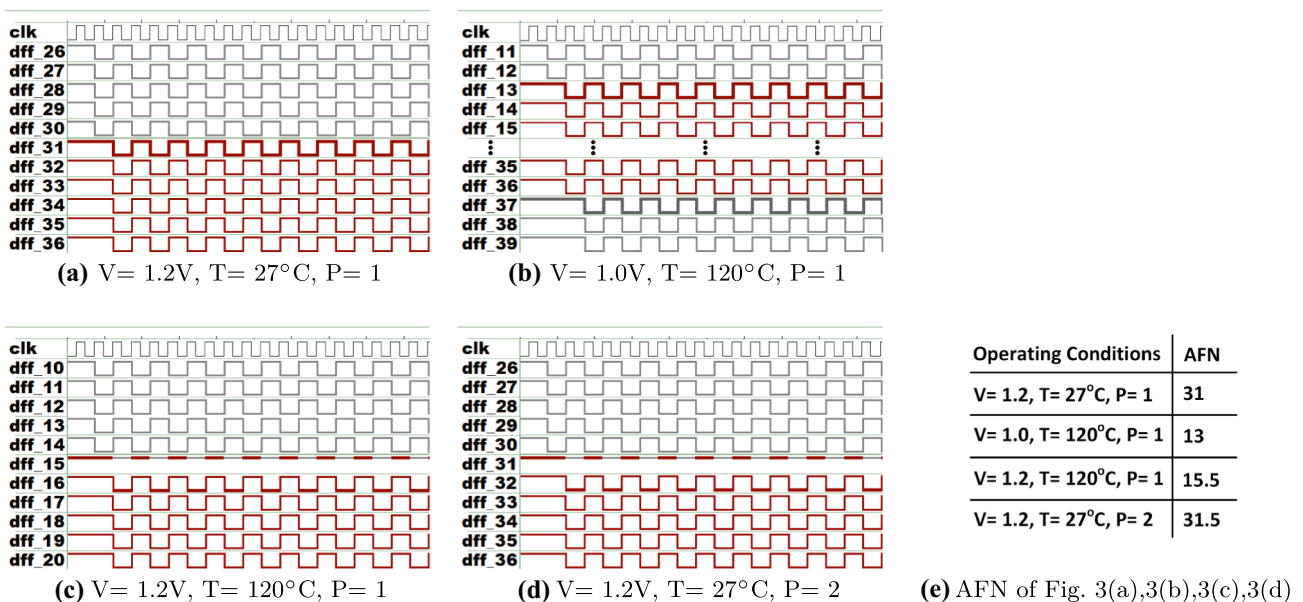 clk
dff_26
dff_27
dff_28
dff_29
dff_30
dff_31
dff_32
dff_33
dff_34
dff_35
dff_36
(a) V= 1.2V, T= 27°C, P= 1
clk
dff_11
dff_12
dff_13
dff_14
dff_15
dff_35
dff_36
dff_37
dff_38
dff_39
(b) V= 1.0V, T= 120°C, P= 1
clk
dff_10
dff_11
dff_12
dff_13
dff_14
dff_15
dff_16
dff_17
dff_18
dff_19
dff_20
(c) V= 1.2V, T= 120°C, P= 1
clk
dff_26
dff_27
dff_28
dff_29
dff_30
dff_31
dff_32
dff_33
dff_34
dff_35
dff_36
(d) V= 1.2V, T= 27°C, P= 2
Operating Conditions AFN
V= 1.2, T= 27°C, P= 1 31
V= 1.0, T= 120°C, P= 1 13
V= 1.2, T= 120°C, P= 1 15.5
V= 1.2, T= 27°C, P= 2 31.5
(e) AFN of Fig. 3(a),3(b),3(c),3(d)